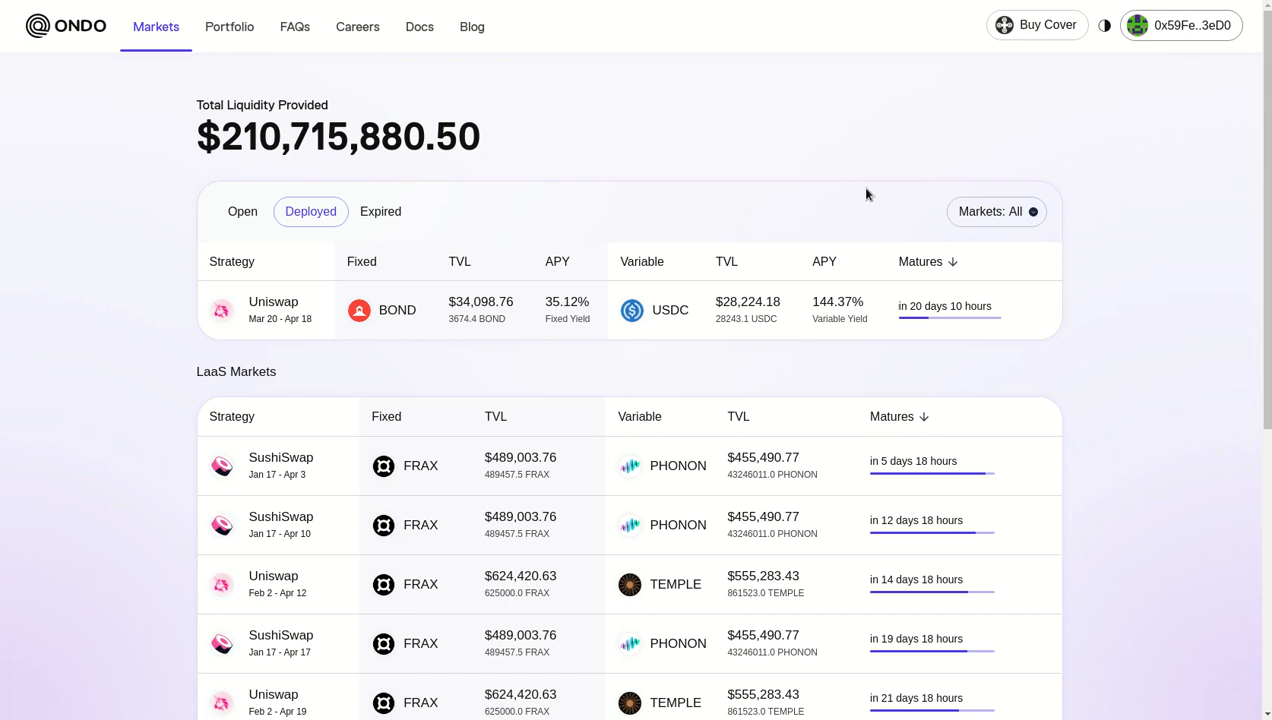 ONDO Markets Portfolio FAQs Careers Docs Blog Buy Cover 0x59Fe..3eD0
Total Liquidity Provided
$210,715,880.50
Open Deployed Expired Markets: All
Strategy Fixed TVL APY Variable TVL APY Matures
Uniswap BOND $34,098.76 35.12% USDC $28,224.18 144.37% in 20 days 10 hours
Mar 20 - Apr 18 3674.4 BOND Fixed Yield 28243.1 USDC Variable Yield
LaaS Markets
Strategy Fixed TVL Variable TVL Matures
SushiSwap FRAX $489,003.76 PHONON $455,490.77 in 5 days 18 hours
Jan 17 - Apr 3 489457.5 FRAX 43246011.0 PHONON
SushiSwap FRAX $489,003.76 PHONON $455,490.77 in 12 days 18 hours
Jan 17 - Apr 10 489457.5 FRAX 43246011.0 PHONON
Uniswap FRAX $624,420.63 TEMPLE $555,283.43 in 14 days 18 hours
Feb 2 - Apr 12 625000.0 FRAX 861523.0 TEMPLE
SushiSwap FRAX $489,003.76 PHONON $455,490.77 in 19 days 18 hours
Jan 17 - Apr 17 489457.5 FRAX 43246011.0 PHONON
Uniswap FRAX $624,420.63 TEMPLE $555,283.43 in 21 days 18 hours
Feb 2 - Apr 19 625000.0 FRAX 861523.0 TEMPLE